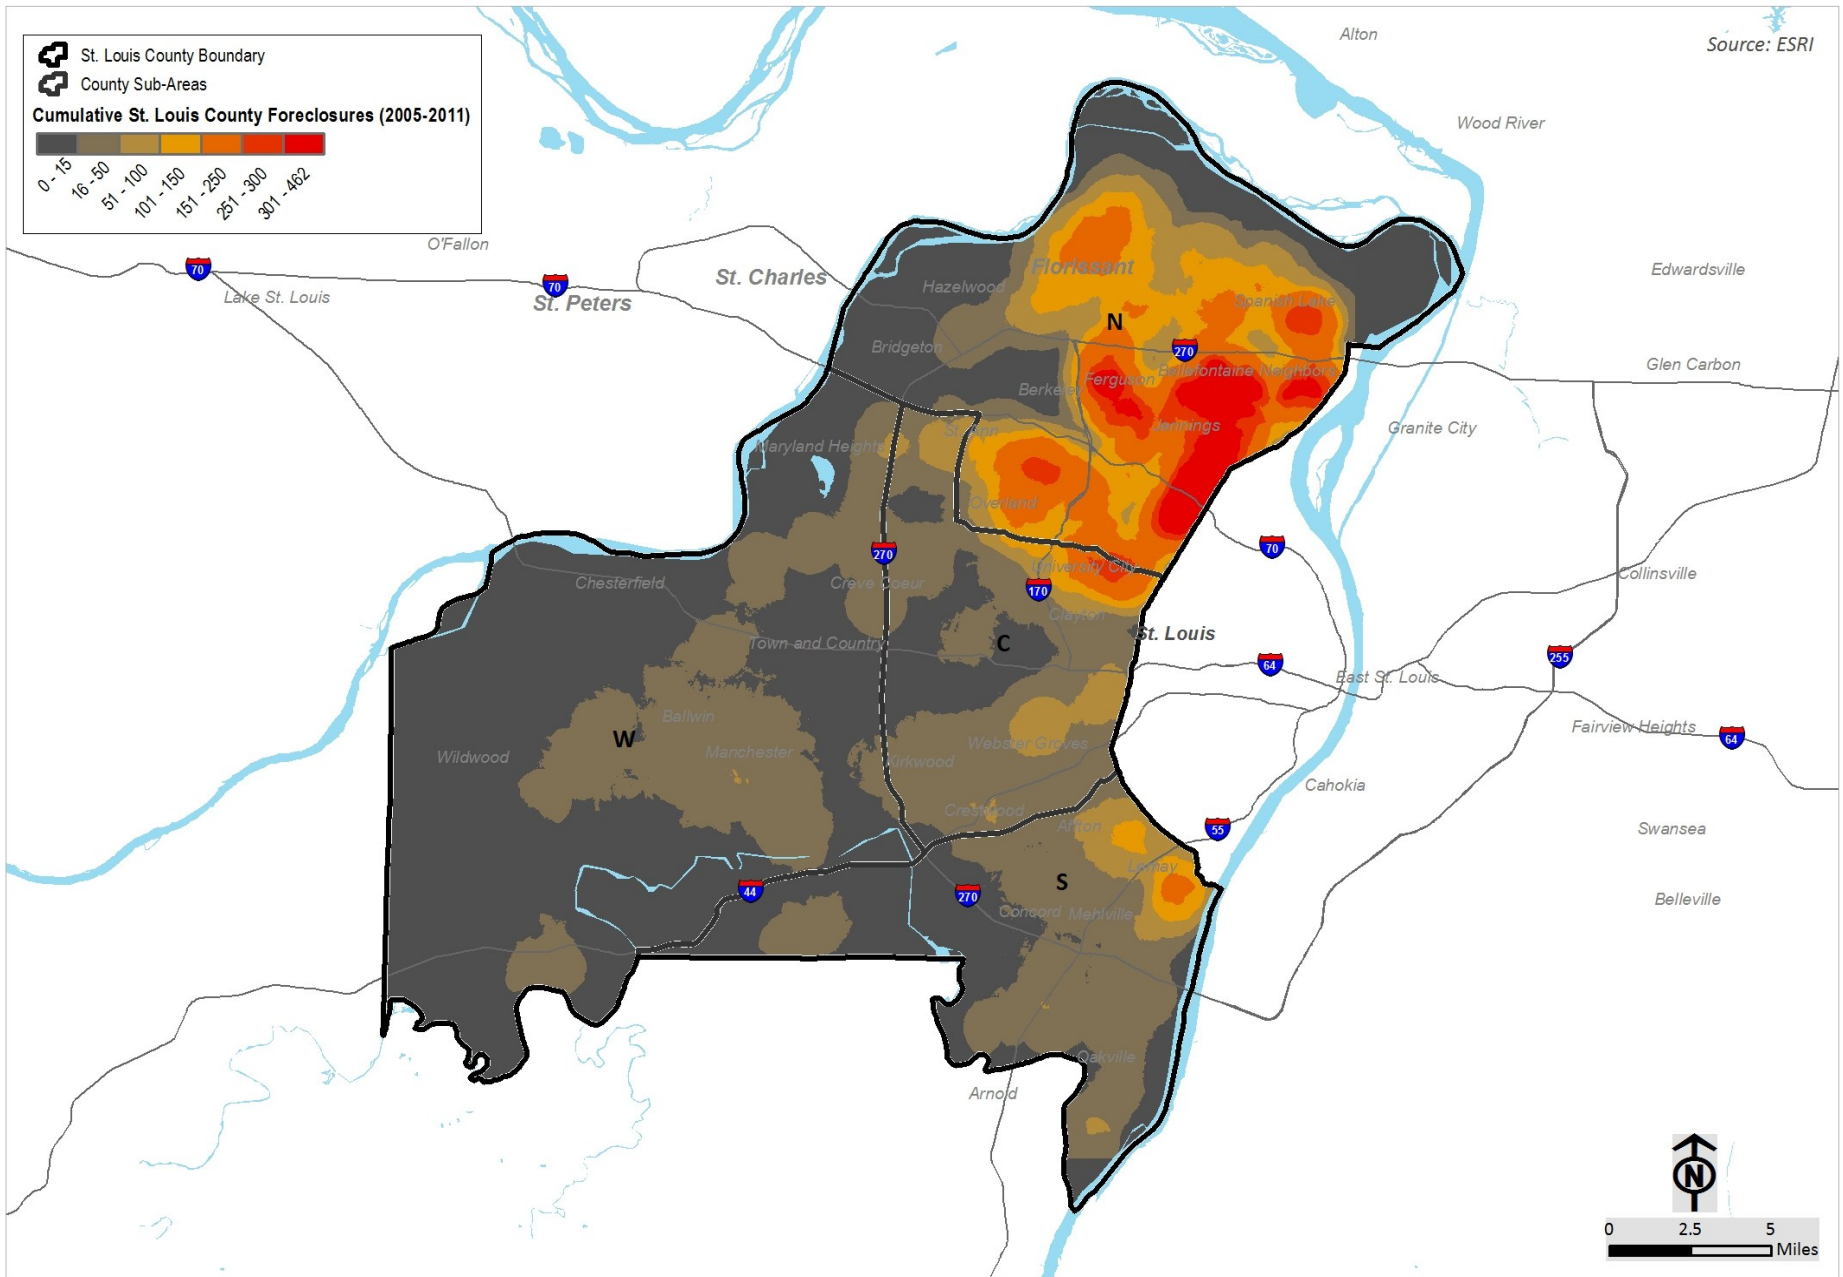 St. Louis County Boundary
County Sub-Areas
Cumulative St. Louis County Foreclosures (2005-2011)
0 - 15
16 - 50
51 - 100
101 - 150
151 - 250
251 - 300
301 - 462
Source: ESRI
Alton
Wood River
O'Fallon
70
Lake St. Louis
70
St. Peters
St. Charles
Hazelwood
Florissant
Spanish Lake
Edwardsville
N
Bridgeton
270
Glen Carbon
Berkeley
Ferguson
Bellefontaine Neighbors
Maryland Heights
St. Ann
Jennings
Granite City
Overland
270
70
Chesterfield
Creve Coeur
University City
Collinsville
170
Clayton
Town and Country
C
St. Louis
64
255
East St. Louis
Ballwin
W
Manchester
Wildwood
Kirkwood
Webster Groves
Fairview Heights
64
Cahokia
Crestwood
Affton
55
Swansea
Lemay
44
270
S
Concord
Mehlville
Belleville
Oakville
Arnold
N
0 2.5 5
Miles